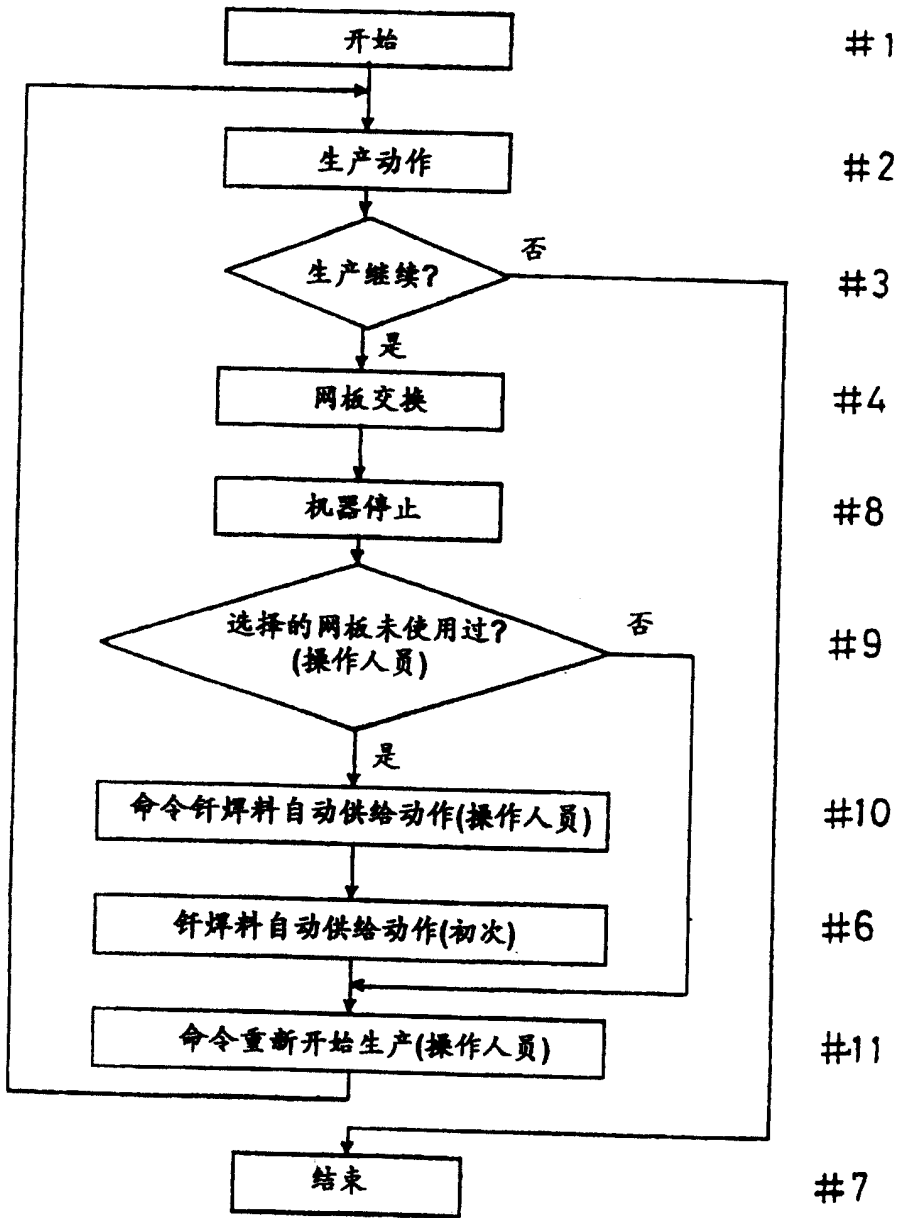 开始 #1
生产动作 #2
否
生产继续? #3
是
网板交换 #4
机器停止 #8
选择的网板未使用过? 否
(操作人员) #9
是
命令钎焊料自动供给动作(操作人员) #10
钎焊料自动供给动作(初次) #6
命令重新开始生产(操作人员) #11
结束 #7